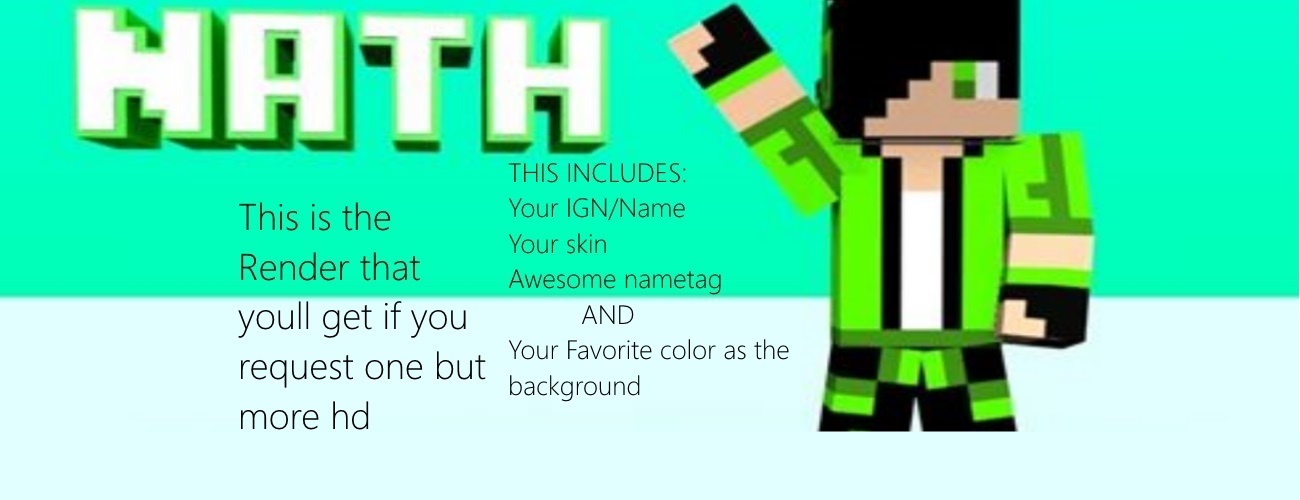 NATH
This is the
Render that
youll get if you
request one but
more hd
THIS INCLUDES:
Your IGN/Name
Your skin
Awesome nametag
AND
Your Favorite color as the
background